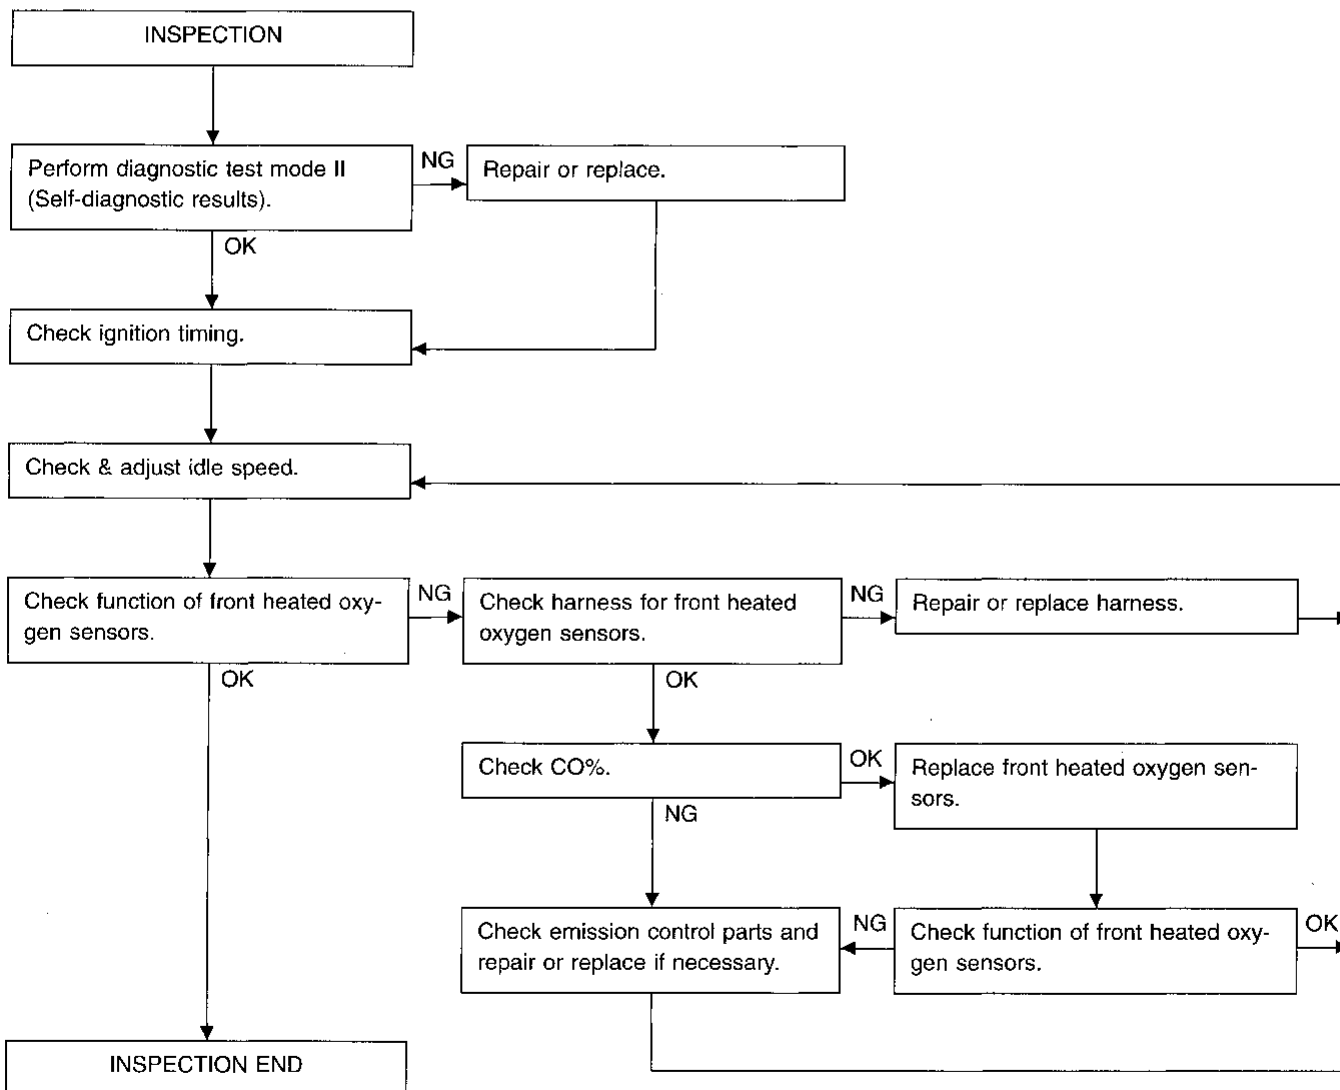 INSPECTION
Perform diagnostic test mode II
(Self-diagnostic results).
NG
Repair or replace.
OK
Check ignition timing.
Check & adjust idle speed.
Check function of front heated oxy-
gen sensors.
NG
Check harness for front heated
oxygen sensors.
NG
Repair or replace harness.
OK
OK
Check CO%.
OK
Replace front heated oxygen sen-
sors.
NG
Check emission control parts and
repair or replace if necessary.
NG
Check function of front heated oxy-
gen sensors.
OK
INSPECTION END